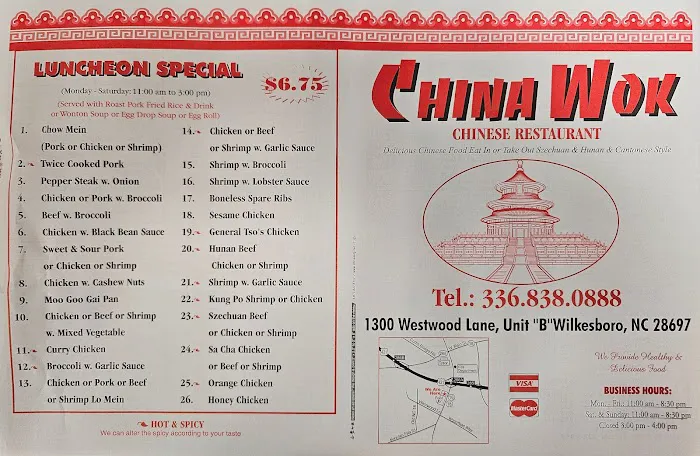 LUNCHEON SPECIAL
$6.75
(Monday - Saturday: 11:00 am to 3:00 pm)
(Served with Roast Pork Fried Rice & Drink
or Wonton Soup or Egg Drop Soup or Egg Roll)
1. Chow Mein
(Pork or Chicken or Shrimp)
2. Twice Cooked Pork
3. Pepper Steak w. Onion
4. Chicken or Pork w. Broccoli
5. Beef w. Broccoli
6. Chicken w. Black Bean Sauce
7. Sweet & Sour Pork
or Chicken or Shrimp
8. Chicken w. Cashew Nuts
9. Moo Goo Gai Pan
10. Chicken or Beef or Shrimp
w. Mixed Vegetable
11. Curry Chicken
12. Broccoli w. Garlic Sauce
13. Chicken or Pork or Beef
or Shrimp Lo Mein
14. Chicken or Beef
or Shrimp w. Garlic Sauce
15. Shrimp w. Broccoli
16. Shrimp w. Lobster Sauce
17. Boneless Spare Ribs
18. Sesame Chicken
19. General Tso's Chicken
20. Hunan Beef
Chicken or Shrimp
21. Shrimp w. Garlic Sauce
22. Kung Po Shrimp or Chicken
23. Szechuan Beef
or Chicken or Shrimp
24. Sa Cha Chicken
or Beef or Shrimp
25. Orange Chicken
26. Honey Chicken
HOT & SPICY
We can alter the spicy according to your taste
CHINA WOK
CHINESE RESTAURANT
Delicious Chinese Food Eat In or Take Out Szechuan & Hunan & Cantonese Style
Tel.: 336.838.0888
1300 Westwood Lane, Unit "B"Wilkesboro, NC 28697
We Are
Here
VISA
MasterCard
We Provide Healthy &
Delicious Food
BUSINESS HOURS:
Mon - Fri: 11:00 am - 8:30 pm
Sat. & Sunday: 11:00 am - 8:30 pm
Closed 3:00 pm - 4:00 pm